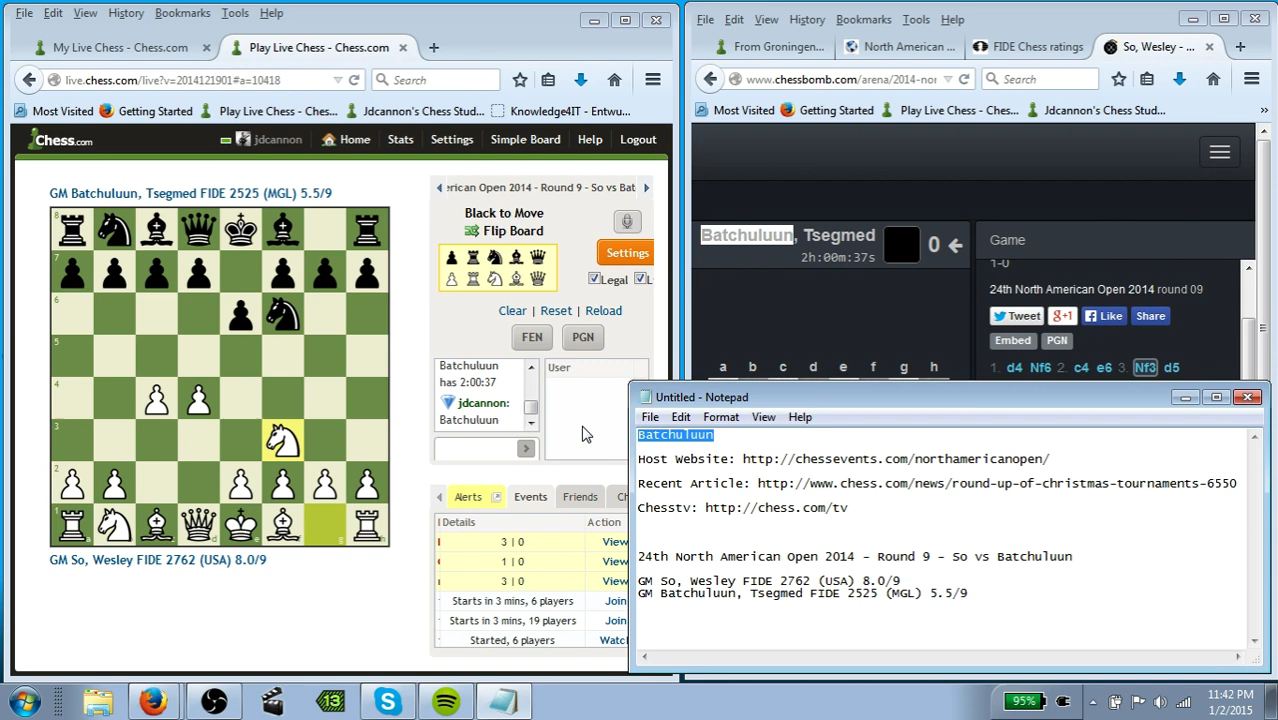 File Edit View History Bookmarks Tools Help
My Live Chess - Chess.com
Play Live Chess - Chess.com
live.chess.com/live?v=2014121901#a=10418
Search
Most Visited
Getting Started
Play Live Chess - Ches...
Jdcannon's Chess Stud...
Knowledge4IT - Entwu...
Chess.com
jdcannon
Home
Stats
Settings
Simple Board
Help
Logout
GM Batchuluun, Tsegmed FIDE 2525 (MGL) 5.5/9
8
7
6
5
4
3
2
1
a b c d e f g h
GM So, Wesley FIDE 2762 (USA) 8.0/9
erican Open 2014 - Round 9 - So vs Bat
Black to Move
Flip Board
Settings
Legal
Clear
Reset
Reload
FEN
PGN
Batchuluun
has 2:00:37
jdcannon:
Batchuluun
User
Alerts
Events
Friends
Ch
Details
Action
3 | 0
View
1 | 0
View
3 | 0
View
Starts in 3 mins, 6 players
Join
Starts in 3 mins, 19 players
Join
Started, 6 players
Watc
File Edit View History Bookmarks Tools Help
From Groningen...
North American ...
FIDE Chess ratings
So, Wesley - ...
www.chessbomb.com/arena/2014-nor
Search
Most Visited
Getting Started
Play Live Chess - Ches...
Jdcannon's Chess Stud...
Batchuluun, Tsegmed
2h:00m:37s
0
a b c d e f g h
Game
1-0
24th North American Open 2014 round 09
Tweet
+1
Like
Share
Embed
PGN
1. d4 Nf6 2. c4 e6 3. Nf3 d5
Untitled - Notepad
File Edit Format View Help
Batchuluun
Host Website: http://chessevents.com/northamericanopen/
Recent Article: http://www.chess.com/news/round-up-of-christmas-tournaments-6550
Chesstv: http://chess.com/tv
24th North American Open 2014 - Round 9 - So vs Batchuluun
GM So, Wesley FIDE 2762 (USA) 8.0/9
GM Batchuluun, Tsegmed FIDE 2525 (MGL) 5.5/9
13
95%
11:42 PM
1/2/2015